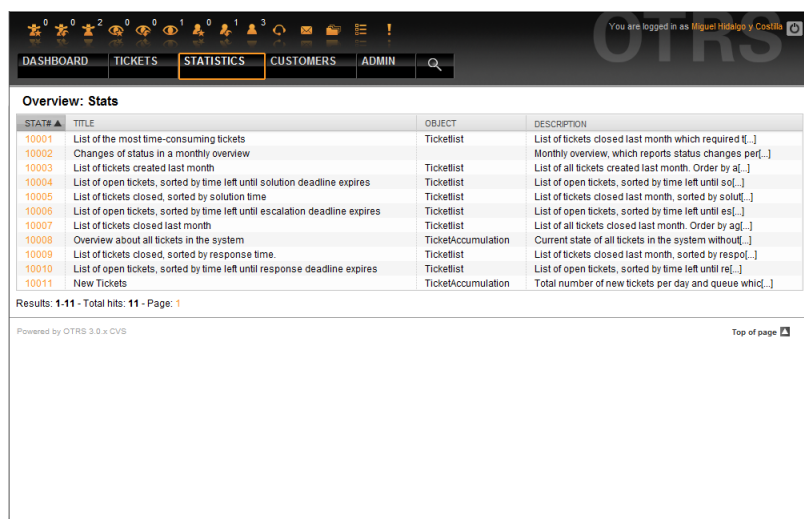 0 0 2 0 0 1 0 1 3
OTRS
You are logged in as Miguel Hidalgo y Costilla
DASHBOARD TICKETS STATISTICS CUSTOMERS ADMIN
Overview: Stats
STAT# TITLE OBJECT DESCRIPTION
10001 List of the most time-consuming tickets Ticketlist List of tickets closed last month which required t[...]
10002 Changes of status in a monthly overview Monthly overview, which reports status changes per[...]
10003 List of tickets created last month Ticketlist List of all tickets created last month. Order by a[...]
10004 List of open tickets, sorted by time left until solution deadline expires Ticketlist List of open tickets, sorted by time left until so[...]
10005 List of tickets closed, sorted by solution time Ticketlist List of tickets closed last month, sorted by solut[...]
10006 List of open tickets, sorted by time left until escalation deadline expires Ticketlist List of open tickets, sorted by time left until es[...]
10007 List of tickets closed last month Ticketlist List of all tickets closed last month. Order by ag[...]
10008 Overview about all tickets in the system TicketAccumulation Current state of all tickets in the system without[...]
10009 List of tickets closed, sorted by response time. Ticketlist List of tickets closed last month, sorted by respo[...]
10010 List of open tickets, sorted by time left until response deadline expires Ticketlist List of open tickets, sorted by time left until re[...]
10011 New Tickets TicketAccumulation Total number of new tickets per day and queue whic[...]
Results: 1-11 - Total hits: 11 - Page: 1
Powered by OTRS 3.0.x CVS
Top of page